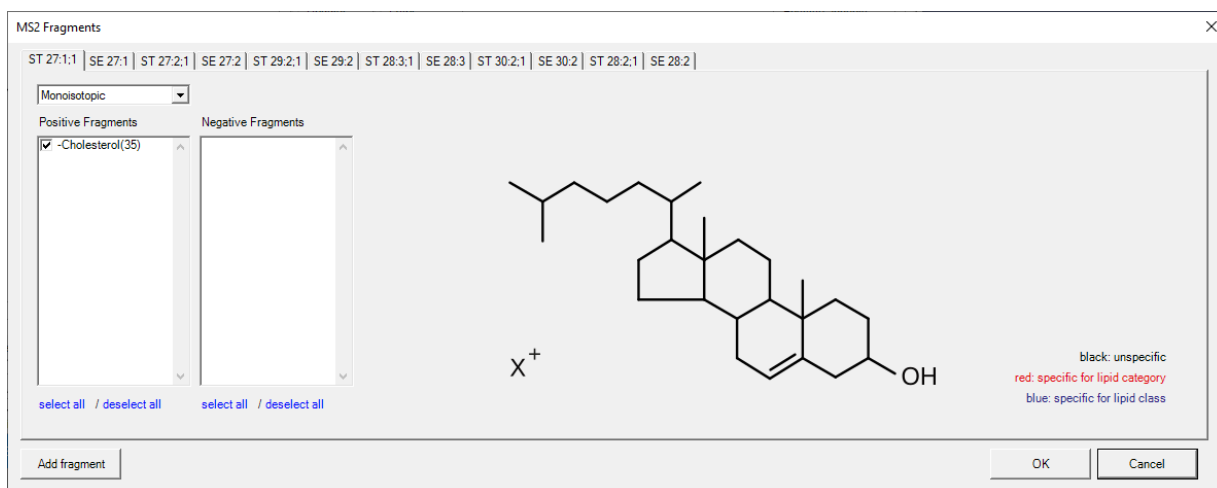 MS2 Fragments
ST 27:1;1 SE 27:1 ST 27:2;1 SE 27:2 ST 29:2;1 SE 29:2 ST 28:3;1 SE 28:3 ST 30:2;1 SE 30:2 ST 28:2;1 SE 28:2
Monoisotopic
Positive Fragments Negative Fragments
-Cholesterol(35)
X+
OH
black: unspecific
red: specific for lipid category
blue: specific for lipid class
select all / deselect all select all / deselect all
Add fragment OK Cancel